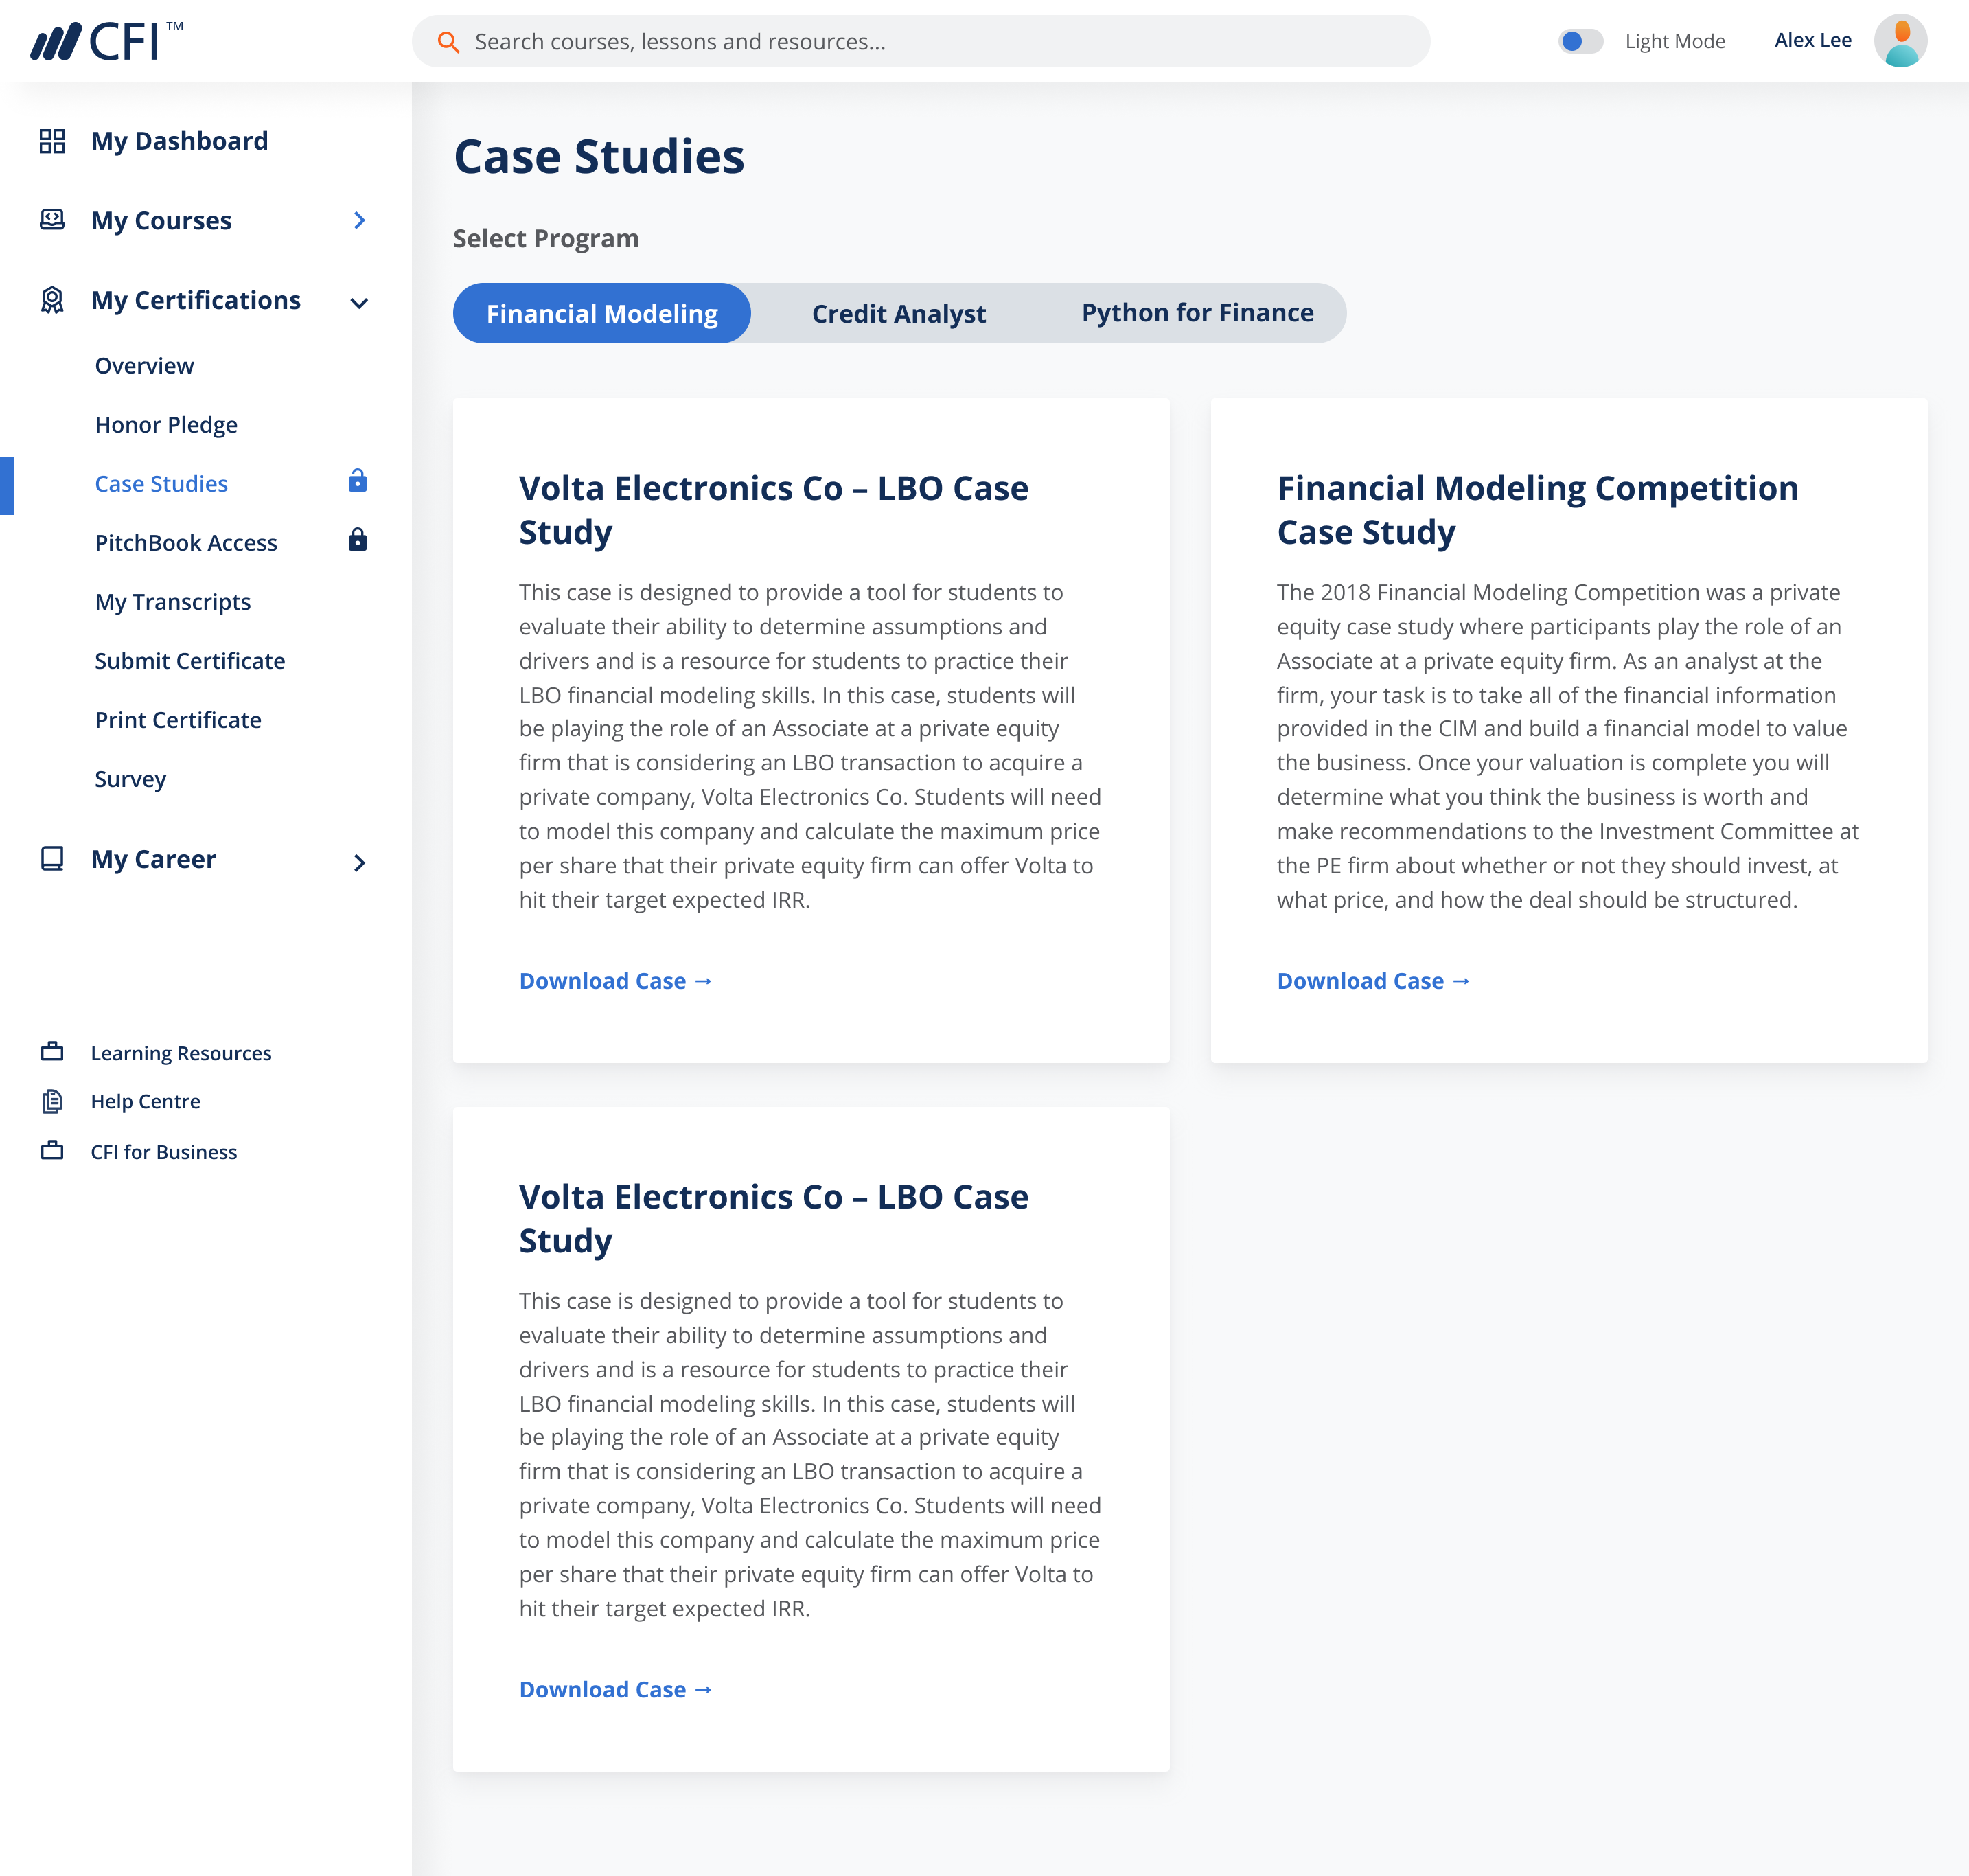 CFI™
Search courses, lessons and resources...
Light Mode
Alex Lee
My Dashboard
My Courses
My Certifications
Overview
Honor Pledge
Case Studies
PitchBook Access
My Transcripts
Submit Certificate
Print Certificate
Survey
My Career
Learning Resources
Help Centre
CFI for Business
Case Studies
Select Program
Financial Modeling
Credit Analyst
Python for Finance
Volta Electronics Co – LBO Case
Study
This case is designed to provide a tool for students to
evaluate their ability to determine assumptions and
drivers and is a resource for students to practice their
LBO financial modeling skills. In this case, students will
be playing the role of an Associate at a private equity
firm that is considering an LBO transaction to acquire a
private company, Volta Electronics Co. Students will need
to model this company and calculate the maximum price
per share that their private equity firm can offer Volta to
hit their target expected IRR.
Download Case →
Financial Modeling Competition
Case Study
The 2018 Financial Modeling Competition was a private
equity case study where participants play the role of an
Associate at a private equity firm. As an analyst at the
firm, your task is to take all of the financial information
provided in the CIM and build a financial model to value
the business. Once your valuation is complete you will
determine what you think the business is worth and
make recommendations to the Investment Committee at
the PE firm about whether or not they should invest, at
what price, and how the deal should be structured.
Download Case →
Volta Electronics Co – LBO Case
Study
This case is designed to provide a tool for students to
evaluate their ability to determine assumptions and
drivers and is a resource for students to practice their
LBO financial modeling skills. In this case, students will
be playing the role of an Associate at a private equity
firm that is considering an LBO transaction to acquire a
private company, Volta Electronics Co. Students will need
to model this company and calculate the maximum price
per share that their private equity firm can offer Volta to
hit their target expected IRR.
Download Case →